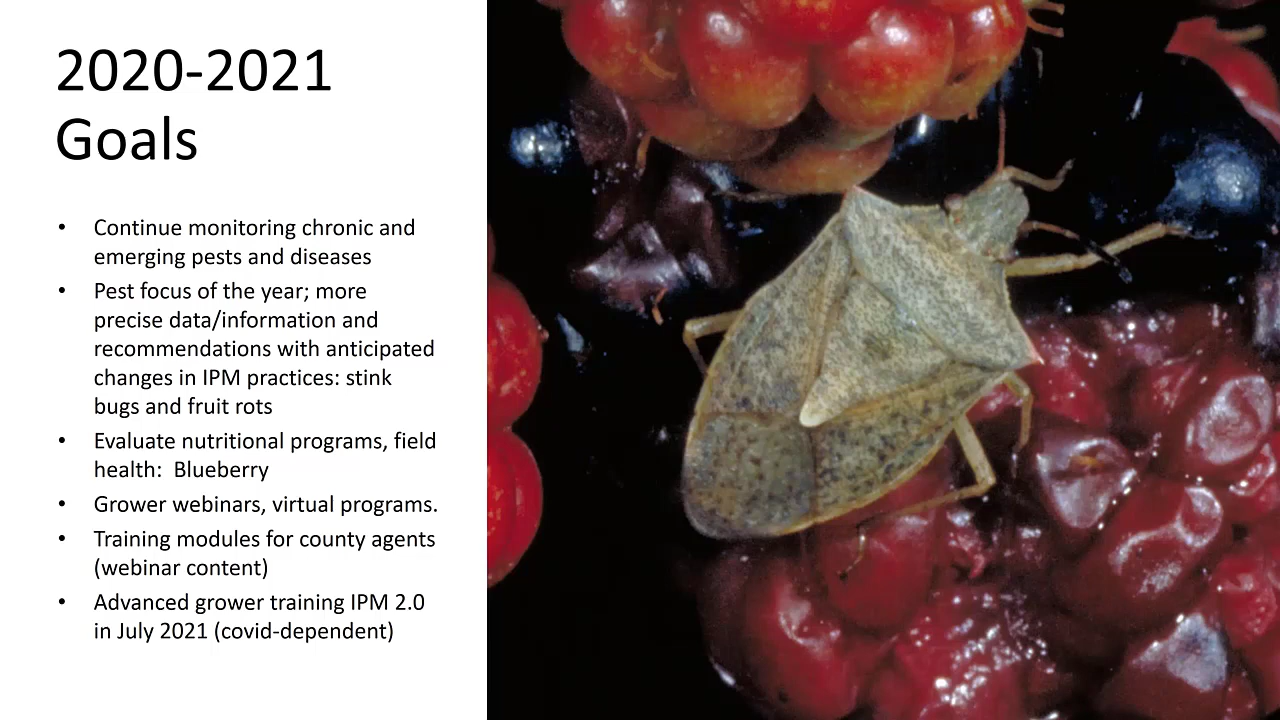 2020-2021
Goals
• Continue monitoring chronic and
emerging pests and diseases
• Pest focus of the year; more
precise data/information and
recommendations with anticipated
changes in IPM practices: stink
bugs and fruit rots
• Evaluate nutritional programs, field
health:  Blueberry
• Grower webinars, virtual programs.
• Training modules for county agents
(webinar content)
• Advanced grower training IPM 2.0
in July 2021 (covid-dependent)